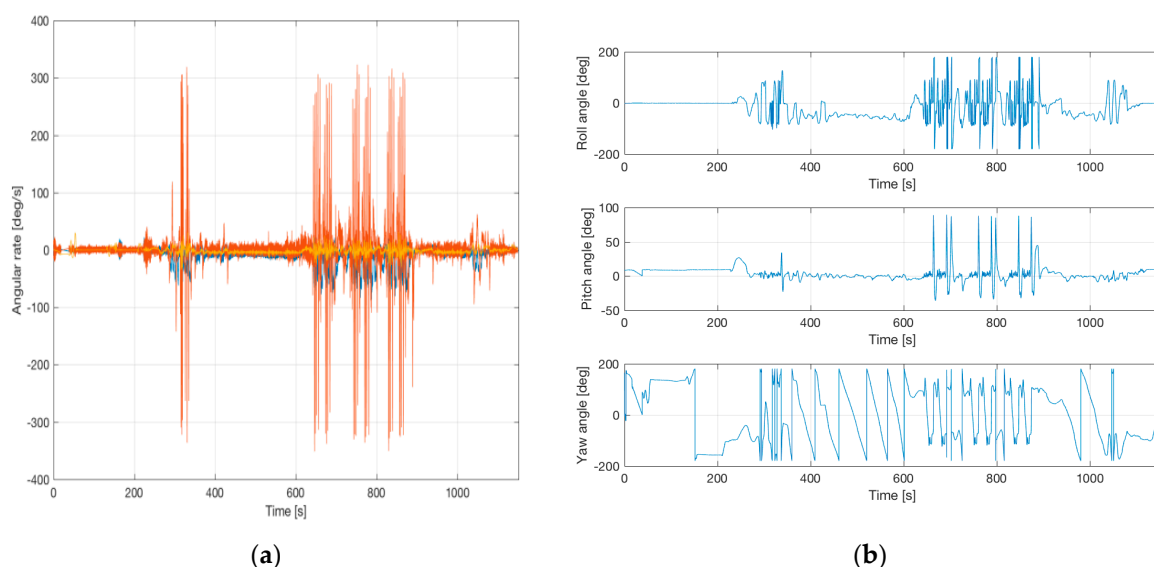 400
300
200
100
0
-100
-200
-300
-400
Angular rate [deg/s]
0 200 400 600 800 1000
Time [s]
(a)
200
0
-200
Roll angle [deg]
0 200 400 600 800 1000
Time [s]
100
50
0
-50
Pitch angle [deg]
0 200 400 600 800 1000
Time [s]
200
0
-200
Yaw angle [deg]
0 200 400 600 800 1000
Time [s]
(b)